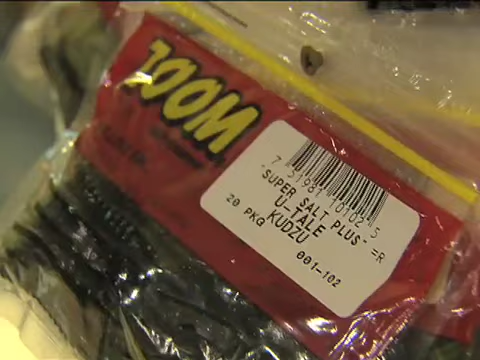 ZOOM
7 51981 10102 5
"SUPER SALT PLUS" =R
U-TALE
KUDZU
20 PKG
001-102